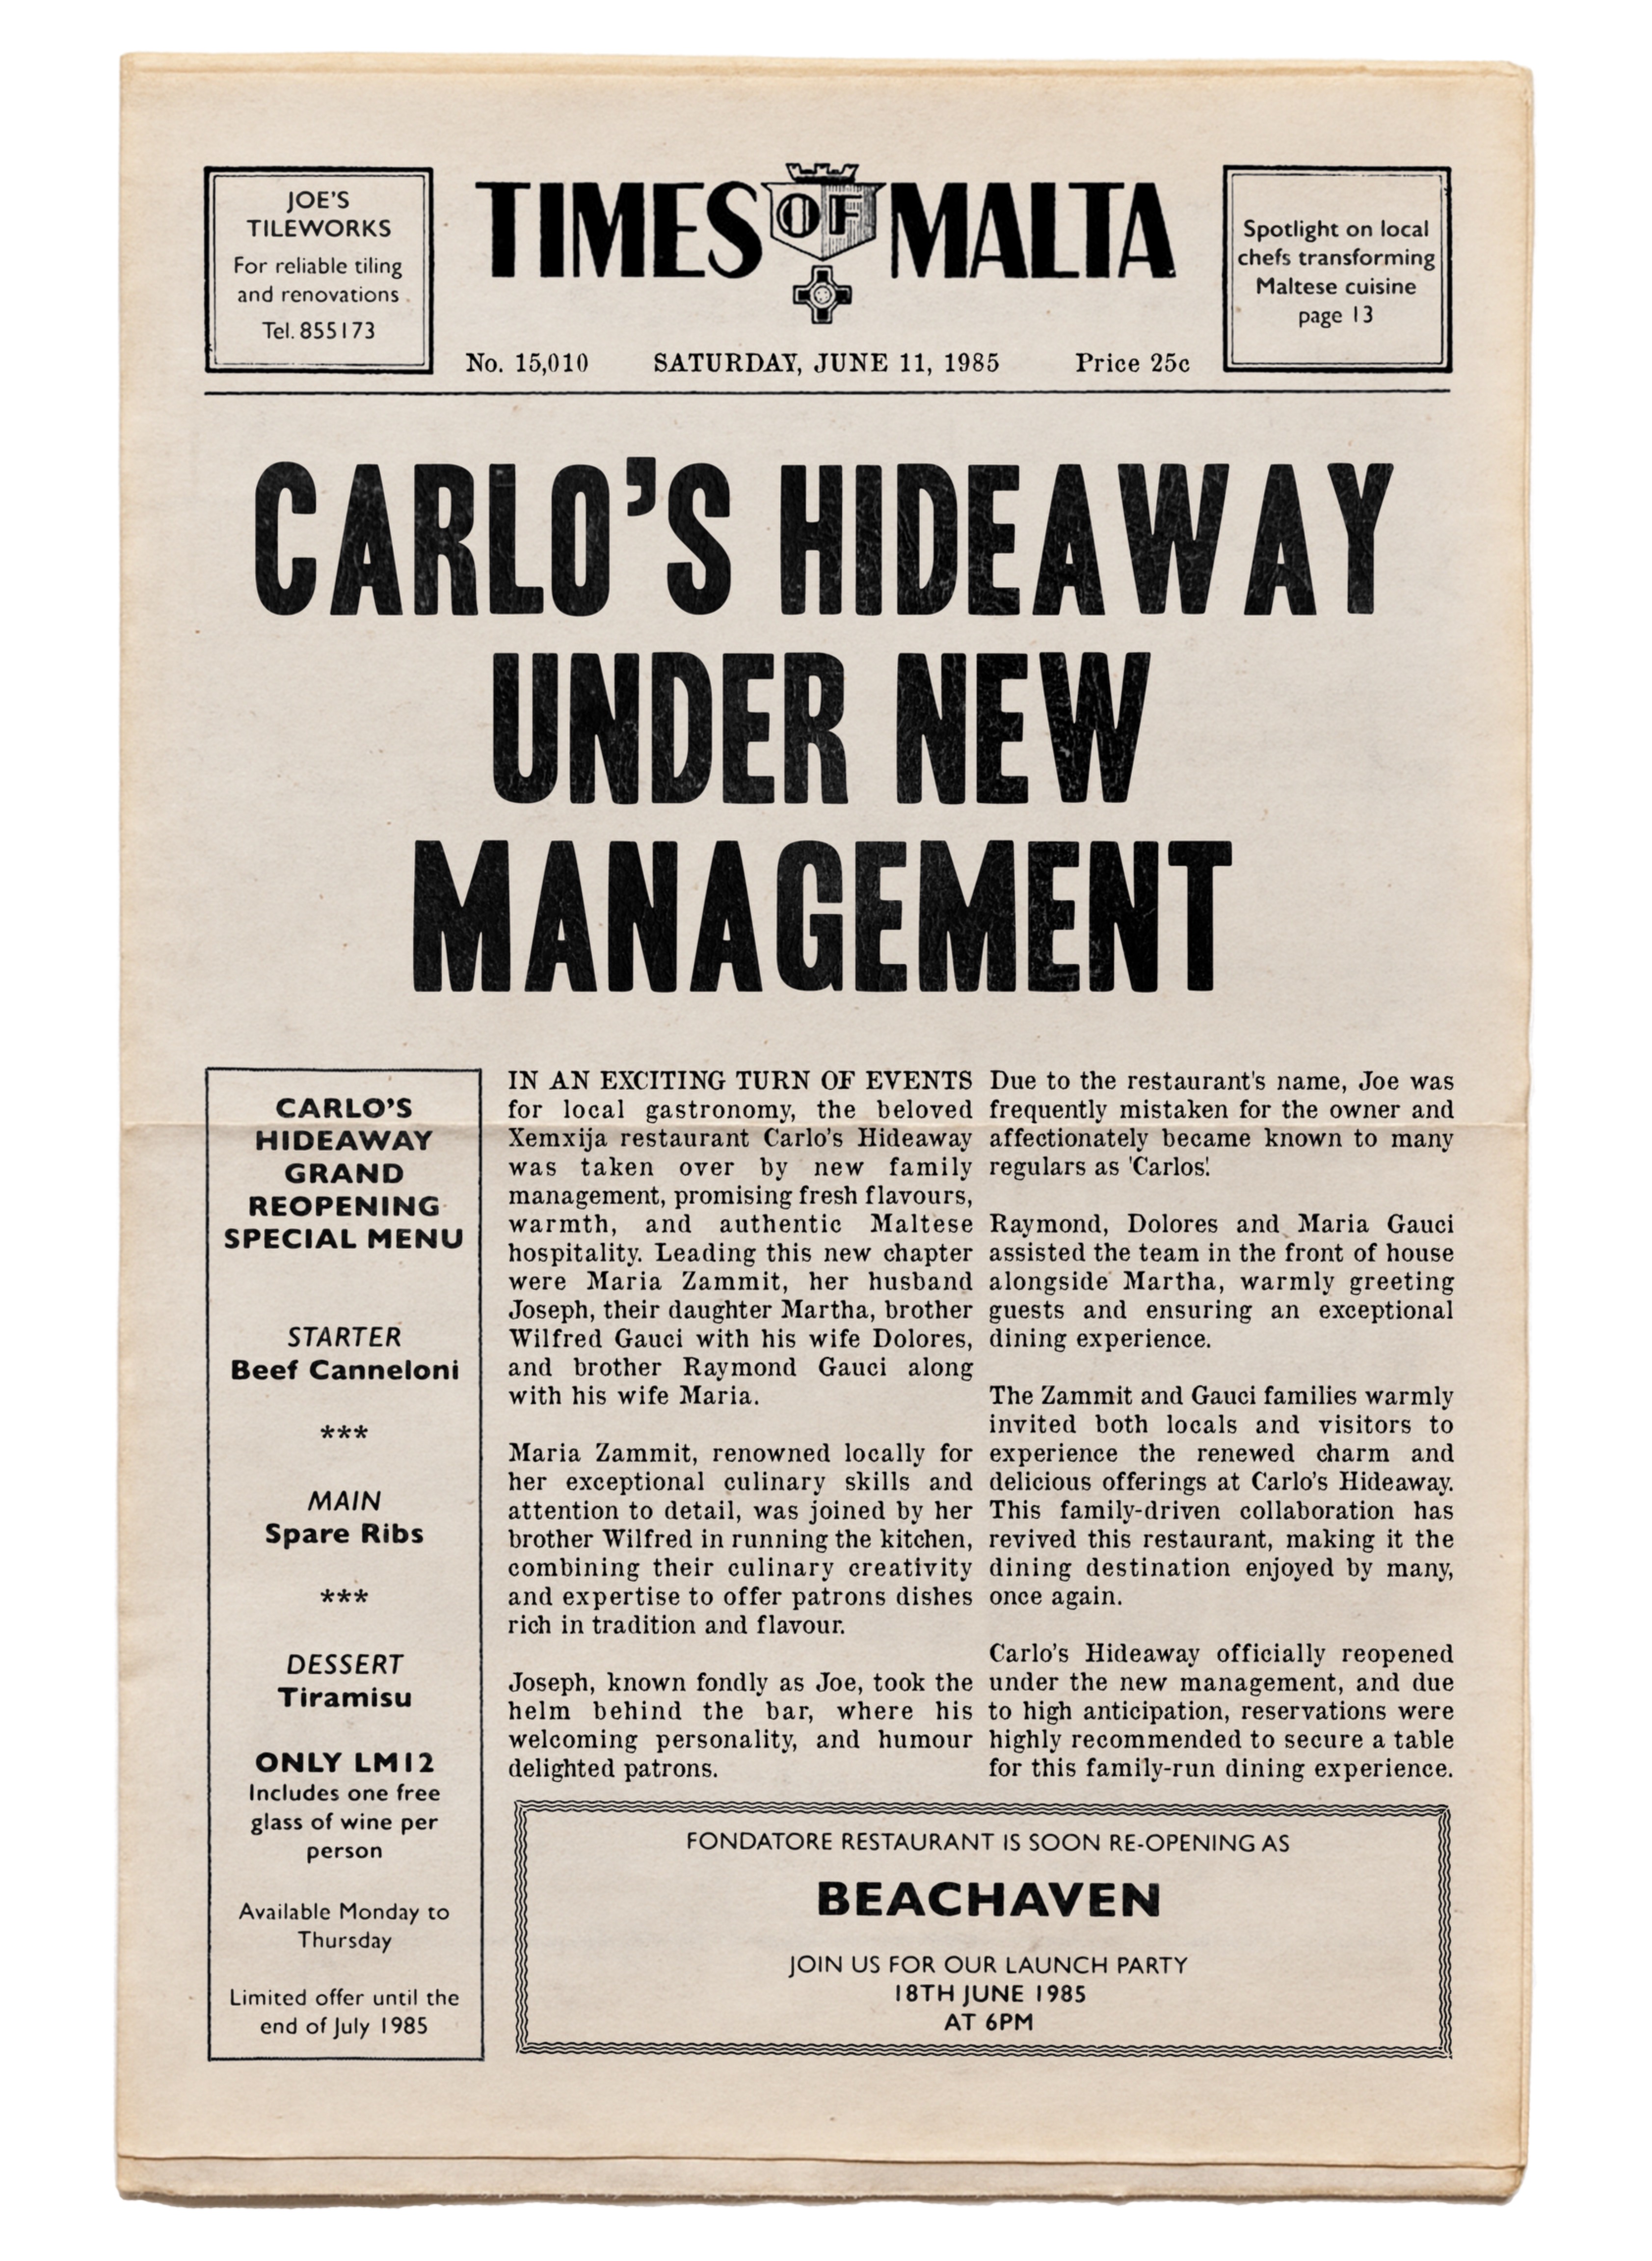 JOE'S
TILEWORKS
For reliable tiling
and renovations
Tel. 855173
TIMES OF MALTA
Spotlight on local
chefs transforming
Maltese cuisine
page 13
No. 15,010 SATURDAY, JUNE 11, 1985 Price 25c
CARLO'S HIDEAWAY
UNDER NEW
MANAGEMENT
CARLO'S
HIDEAWAY
GRAND
REOPENING
SPECIAL MENU
STARTER
Beef Canneloni
***
MAIN
Spare Ribs
***
DESSERT
Tiramisu
ONLY LM12
Includes one free
glass of wine per
person
Available Monday to
Thursday
Limited offer until the
end of July 1985
IN AN EXCITING TURN OF EVENTS
for local gastronomy, the beloved
Xemxija restaurant Carlo's Hideaway
was taken over by new family
management, promising fresh flavours,
warmth, and authentic Maltese
hospitality. Leading this new chapter
were Maria Zammit, her husband
Joseph, their daughter Martha, brother
Wilfred Gauci with his wife Dolores,
and brother Raymond Gauci along
with his wife Maria.
Maria Zammit, renowned locally for
her exceptional culinary skills and
attention to detail, was joined by her
brother Wilfred in running the kitchen,
combining their culinary creativity
and expertise to offer patrons dishes
rich in tradition and flavour.
Joseph, known fondly as Joe, took the
helm behind the bar, where his
welcoming personality, and humour
delighted patrons.
Due to the restaurant's name, Joe was
frequently mistaken for the owner and
affectionately became known to many
regulars as 'Carlos'.
Raymond, Dolores and Maria Gauci
assisted the team in the front of house
alongside Martha, warmly greeting
guests and ensuring an exceptional
dining experience.
The Zammit and Gauci families warmly
invited both locals and visitors to
experience the renewed charm and
delicious offerings at Carlo's Hideaway.
This family-driven collaboration has
revived this restaurant, making it the
dining destination enjoyed by many,
once again.
Carlo's Hideaway officially reopened
under the new management, and due
to high anticipation, reservations were
highly recommended to secure a table
for this family-run dining experience.
FONDATORE RESTAURANT IS SOON RE-OPENING AS
BEACHAVEN
JOIN US FOR OUR LAUNCH PARTY
18TH JUNE 1985
AT 6PM